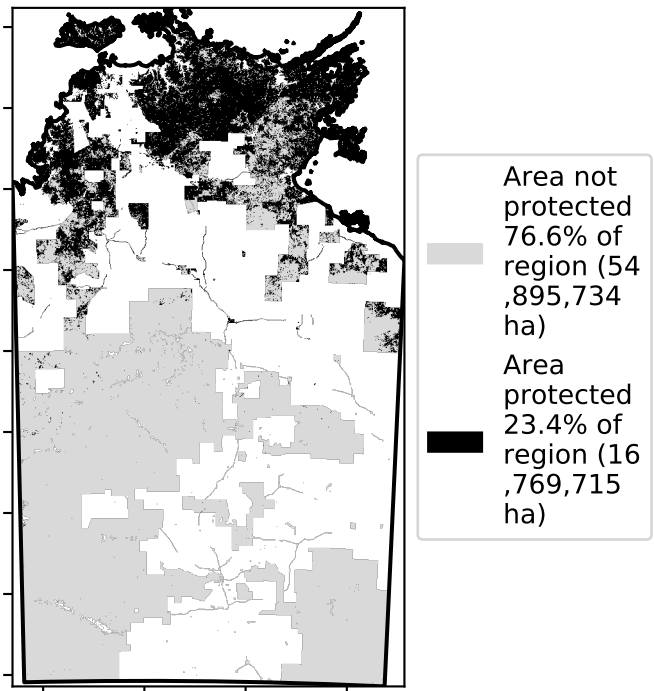 Area not
protected
76.6% of
region (54
,895,734
ha)
Area
protected
23.4% of
region (16
,769,715
ha)